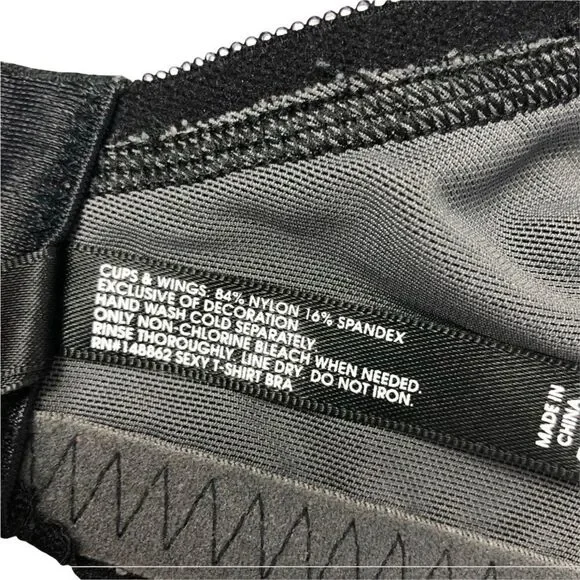 CUPS & WINGS, 84% NYLON 16% SPANDEX
EXCLUSIVE OF DECORATION
HAND WASH COLD SEPARATELY.
ONLY NON-CHLORINE BLEACH WHEN NEEDED.
RINSE THOROUGHLY. LINE DRY. DO NOT IRON.
RN#148862 SEXY T-SHIRT BRA
MADE IN
CHINA